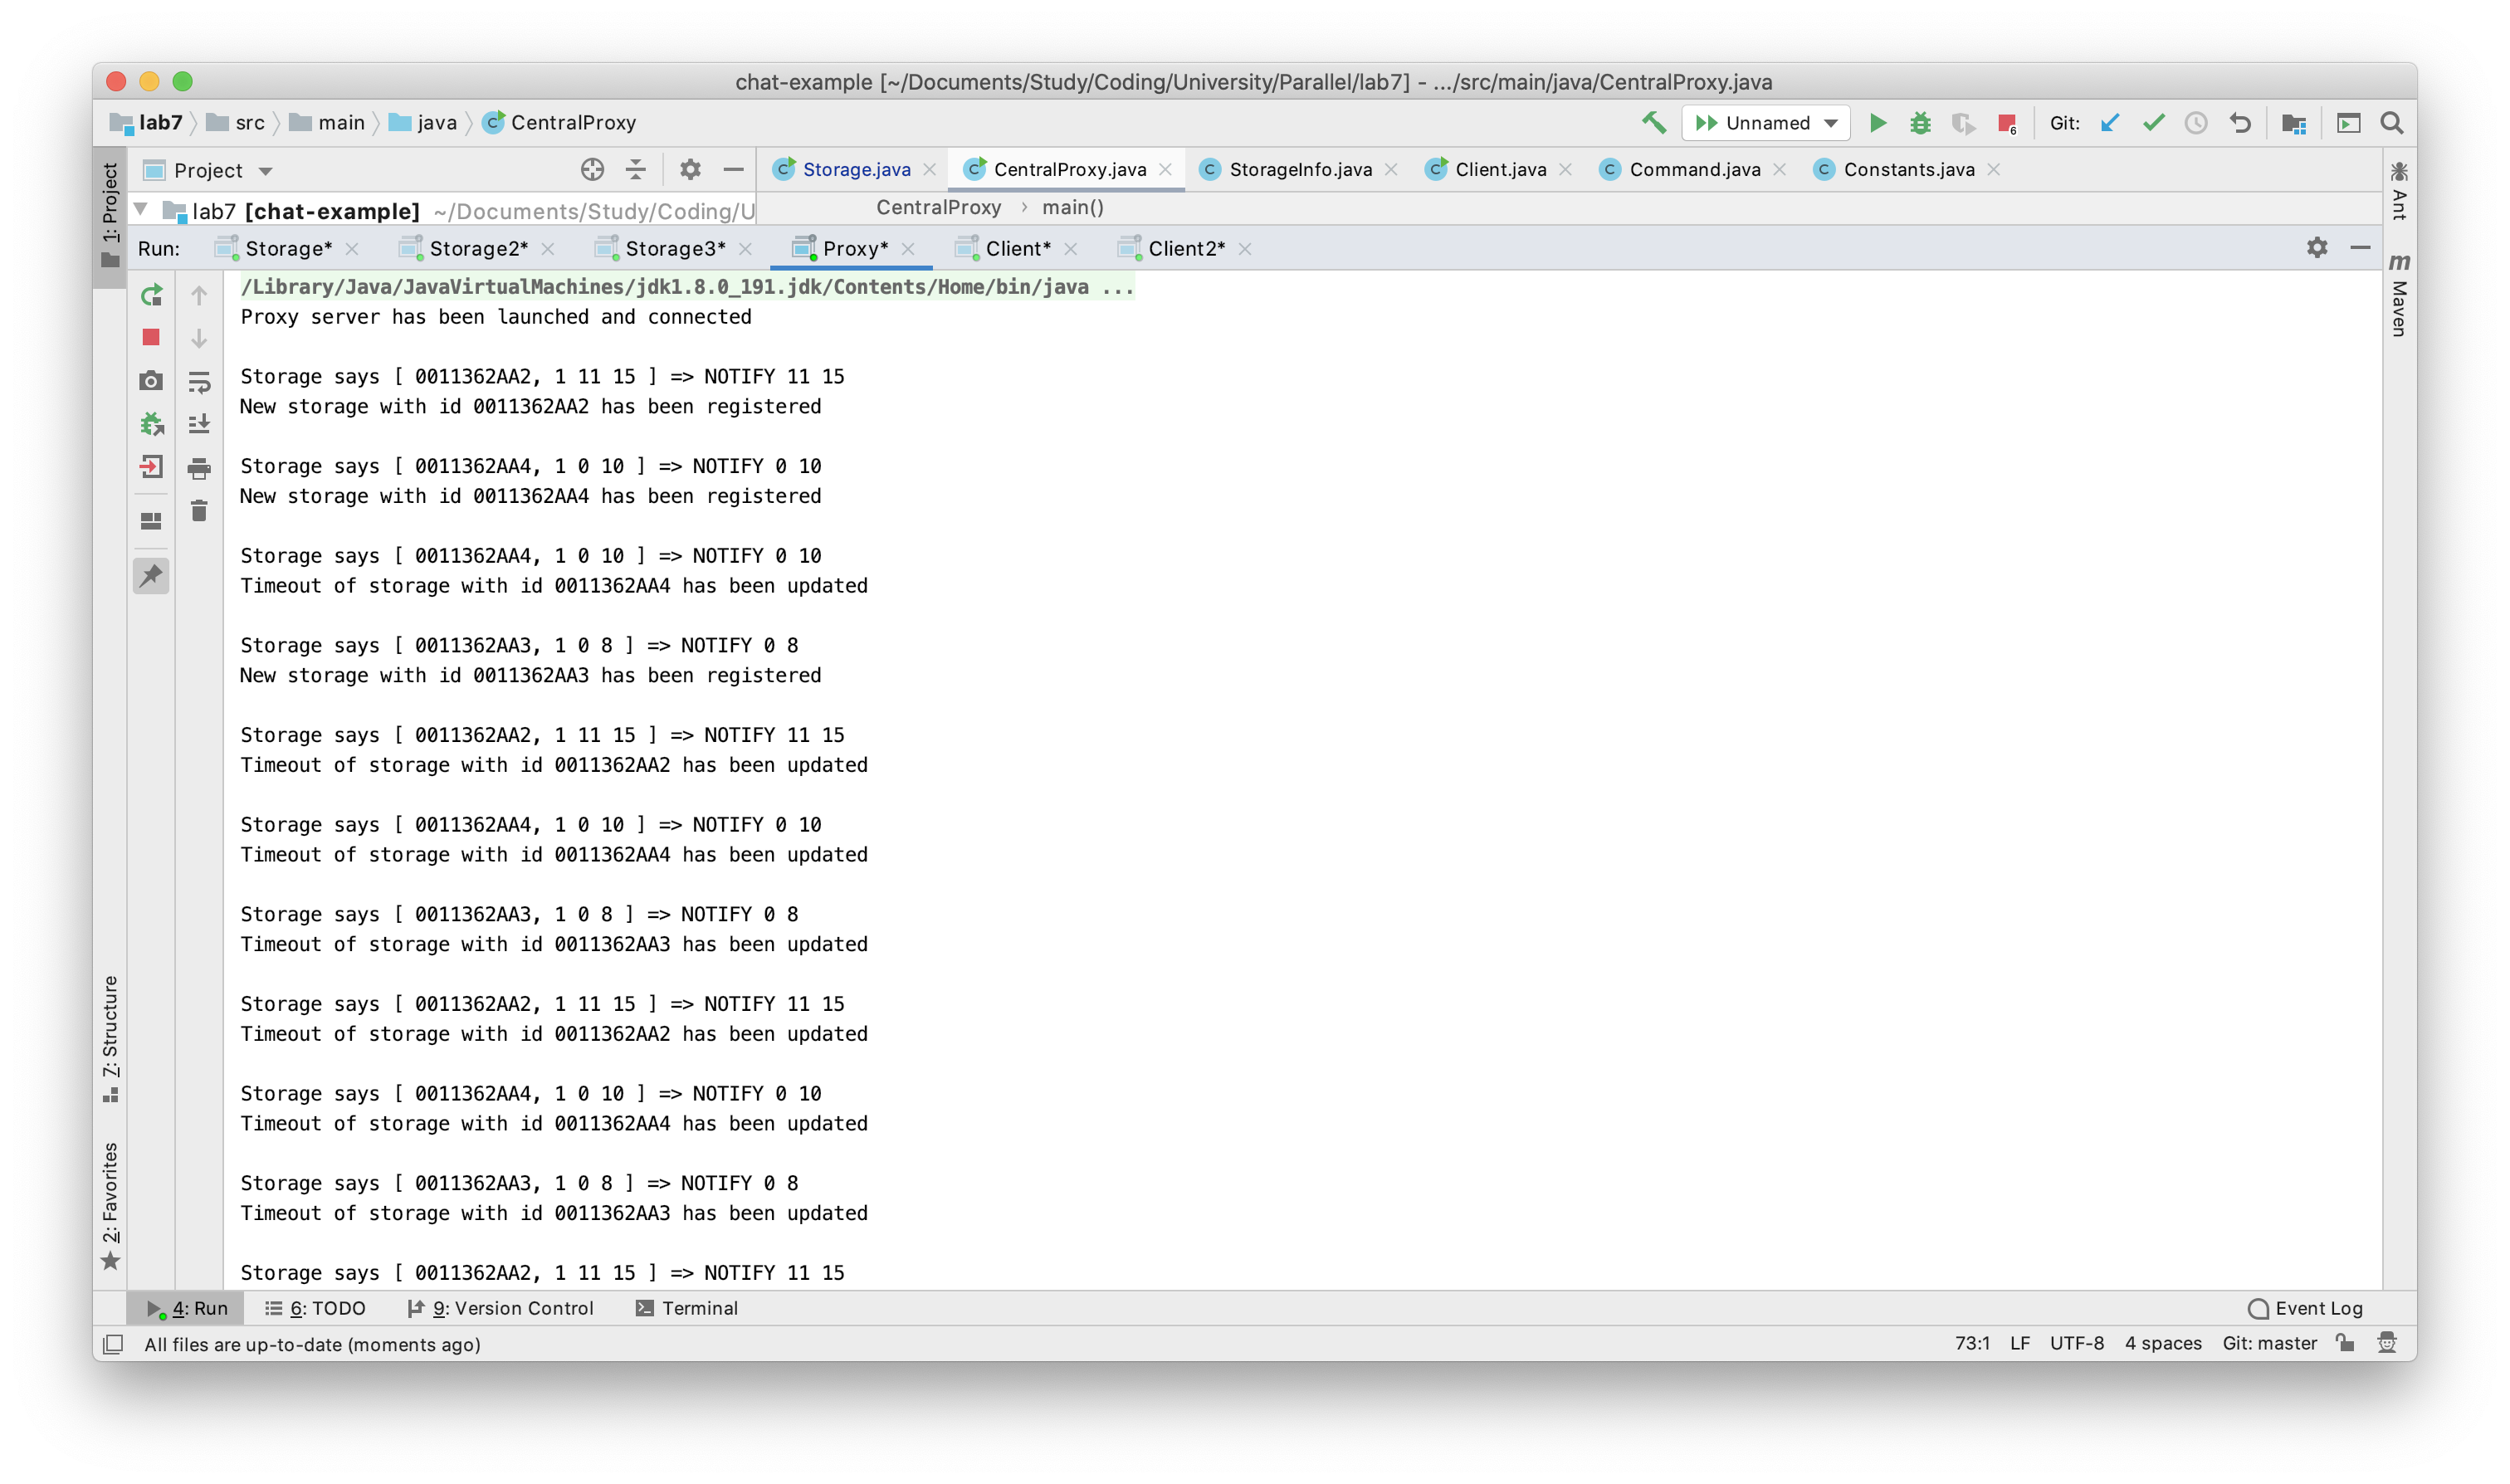 chat-example [~/Documents/Study/Coding/University/Parallel/lab7] - .../src/main/java/CentralProxy.java
lab7 src main java CentralProxy Unnamed 6 Git:
1: Project Project Storage.java CentralProxy.java StorageInfo.java Client.java Command.java Constants.java Ant
lab7 [chat-example] ~/Documents/Study/Coding/U CentralProxy › main()
Run: Storage* Storage2* Storage3* Proxy* Client* Client2*
m Maven
/Library/Java/JavaVirtualMachines/jdk1.8.0_191.jdk/Contents/Home/bin/java ...
Proxy server has been launched and connected
Storage says [ 0011362AA2, 1 11 15 ] => NOTIFY 11 15
New storage with id 0011362AA2 has been registered
Storage says [ 0011362AA4, 1 0 10 ] => NOTIFY 0 10
New storage with id 0011362AA4 has been registered
Storage says [ 0011362AA4, 1 0 10 ] => NOTIFY 0 10
Timeout of storage with id 0011362AA4 has been updated
Storage says [ 0011362AA3, 1 0 8 ] => NOTIFY 0 8
New storage with id 0011362AA3 has been registered
Storage says [ 0011362AA2, 1 11 15 ] => NOTIFY 11 15
Timeout of storage with id 0011362AA2 has been updated
Storage says [ 0011362AA4, 1 0 10 ] => NOTIFY 0 10
Timeout of storage with id 0011362AA4 has been updated
Storage says [ 0011362AA3, 1 0 8 ] => NOTIFY 0 8
Timeout of storage with id 0011362AA3 has been updated
Storage says [ 0011362AA2, 1 11 15 ] => NOTIFY 11 15
Timeout of storage with id 0011362AA2 has been updated
Storage says [ 0011362AA4, 1 0 10 ] => NOTIFY 0 10
Timeout of storage with id 0011362AA4 has been updated
Storage says [ 0011362AA3, 1 0 8 ] => NOTIFY 0 8
Timeout of storage with id 0011362AA3 has been updated
Storage says [ 0011362AA2, 1 11 15 ] => NOTIFY 11 15
7: Structure
2: Favorites
4: Run 6: TODO 9: Version Control Terminal Event Log
All files are up-to-date (moments ago) 73:1 LF UTF-8 4 spaces Git: master